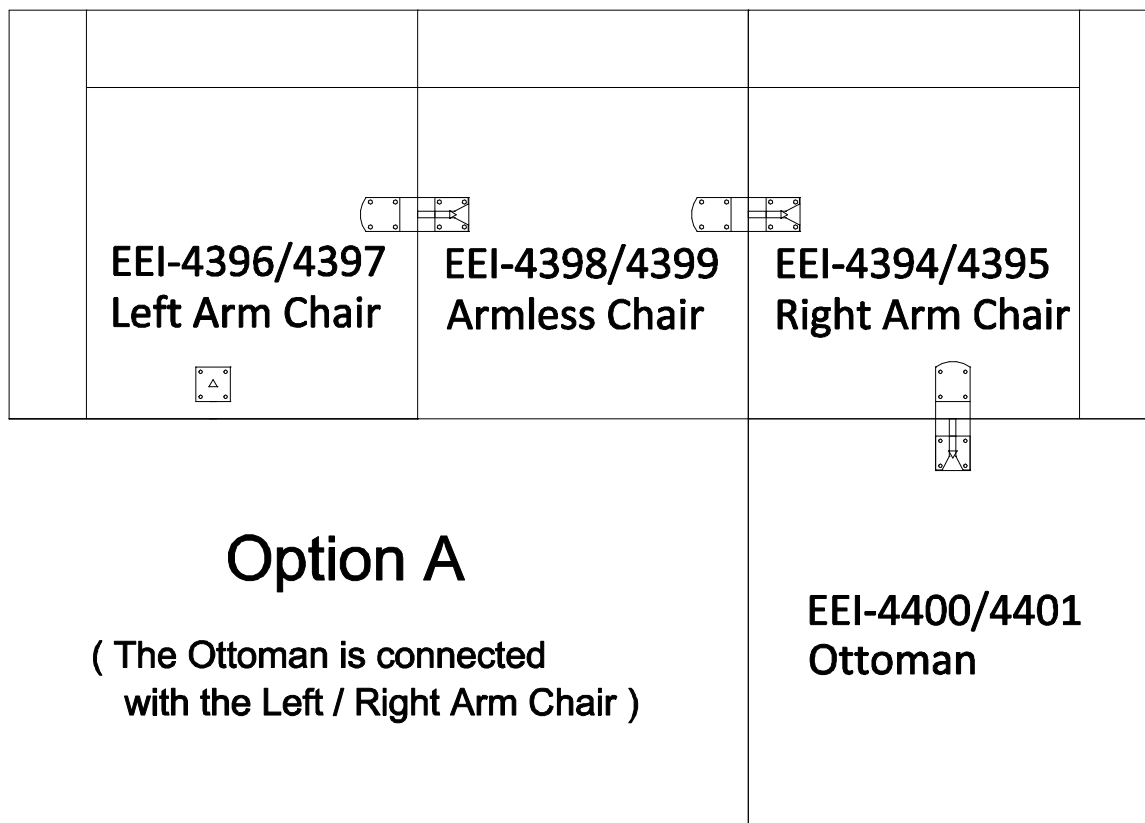 EEI-4396/4397
Left Arm Chair
EEI-4398/4399
Armless Chair
EEI-4394/4395
Right Arm Chair
Option A
( The Ottoman is connected
with the Left / Right Arm Chair )
EEI-4400/4401
Ottoman